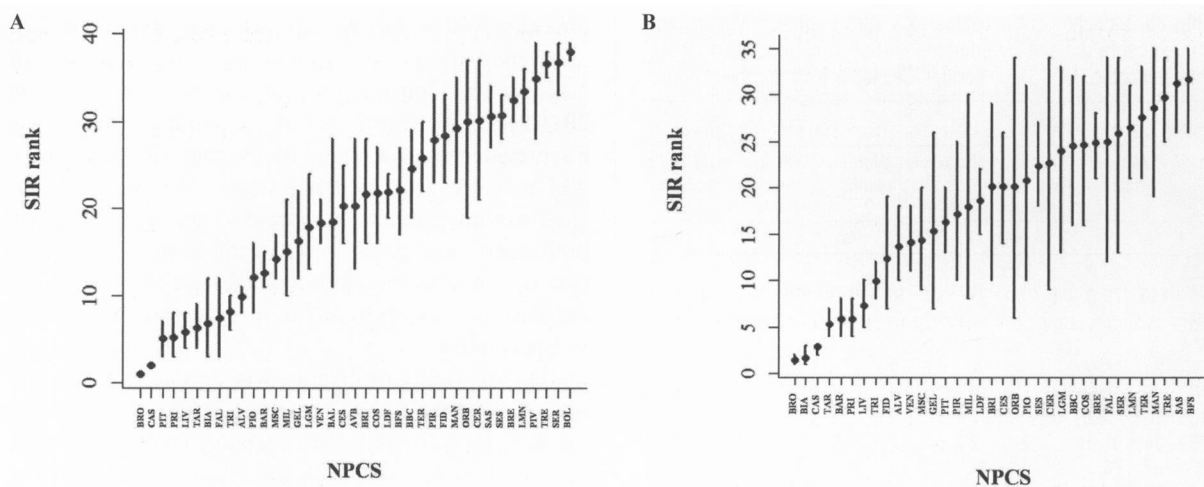 A
SIR rank
40
30
20
10
0
BRO CAS PIT PRI LIV TAR BIA FAL TRI ALV PIO BAR MSC MIL GEL LGM VEN BAL CES AVB BRI COS LDF BFS BBC TER PIR FID MAN ORB CER SAS SES BRE LMN PIV TRE SER BOL
NPCS
B
SIR rank
35
30
25
20
15
10
5
0
BRO BIA CAS TAR BAR PRI LIV TRI FID ALV VEN MSC GEL PIT PIR MIL LDF BRI CES ORB PIO SES CER LGM BBC COS BRE FAL SER LMN TER MAN TRE SAS BFS
NPCS